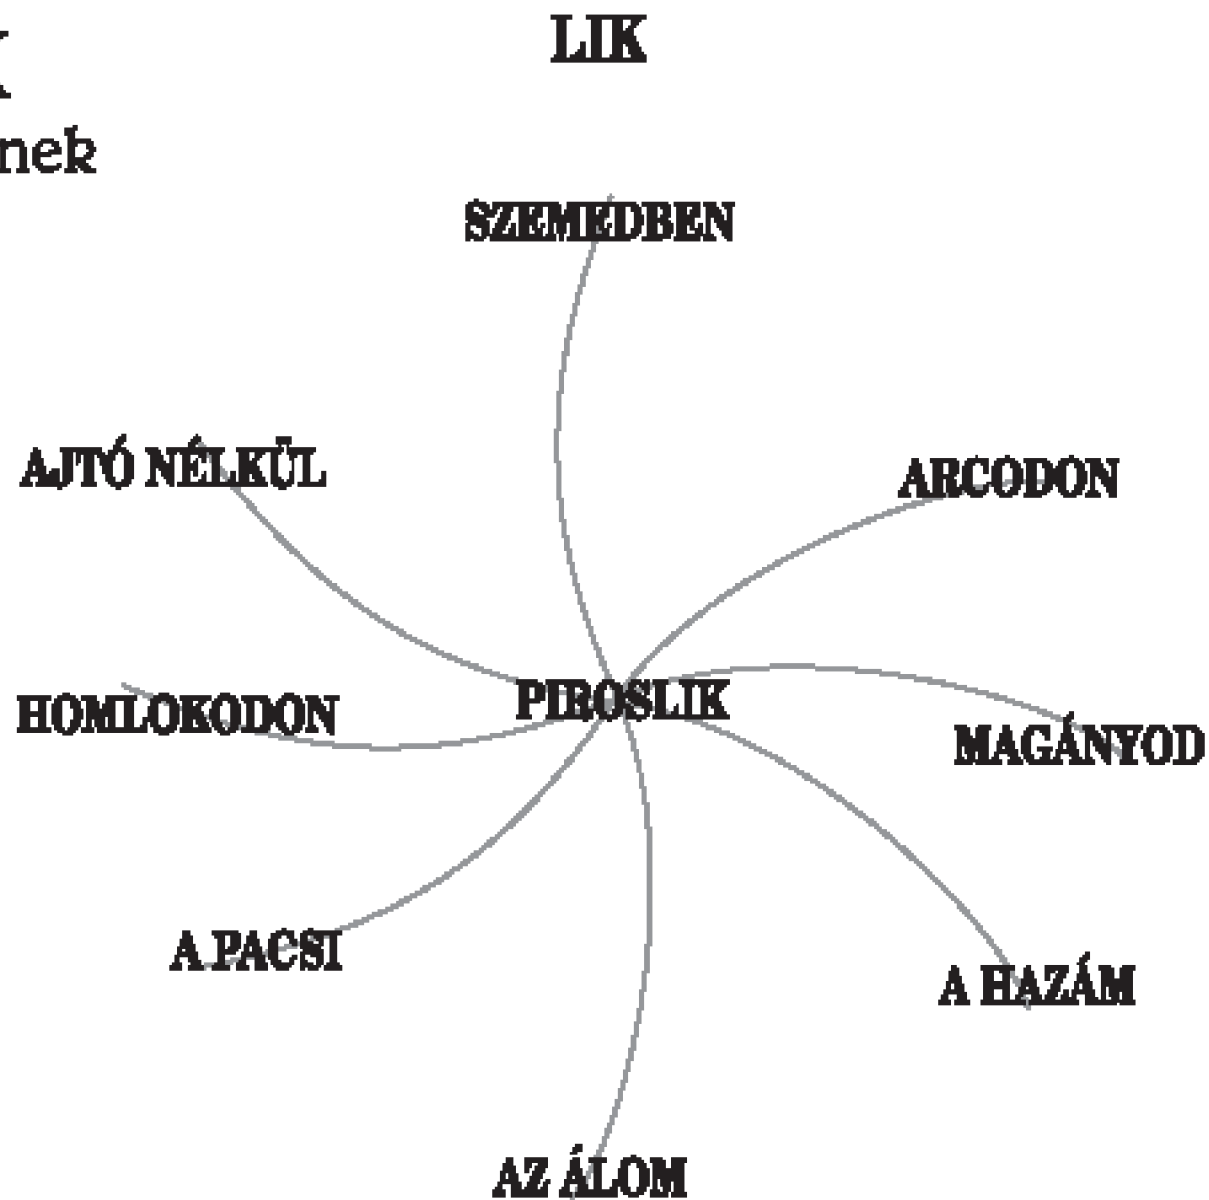 LIK
nek
SZEMEDBEN
AJTÓ NÉLKÜL
ARCODON
PIROSLIK
HOMLOKODON
MAGÁNYOD
A PACSI
A HAZÁM
AZ ÁLOM